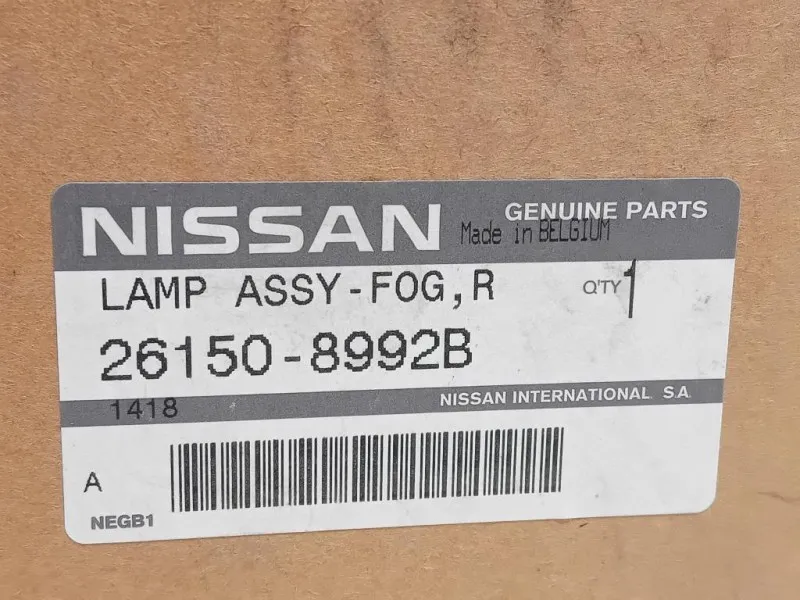 NISSAN
GENUINE PARTS
Made in BELGIUM
LAMP ASSY-FOG,R
Q'TY 1
26150-8992B
1418
NISSAN INTERNATIONAL S.A.
A
NEGB1